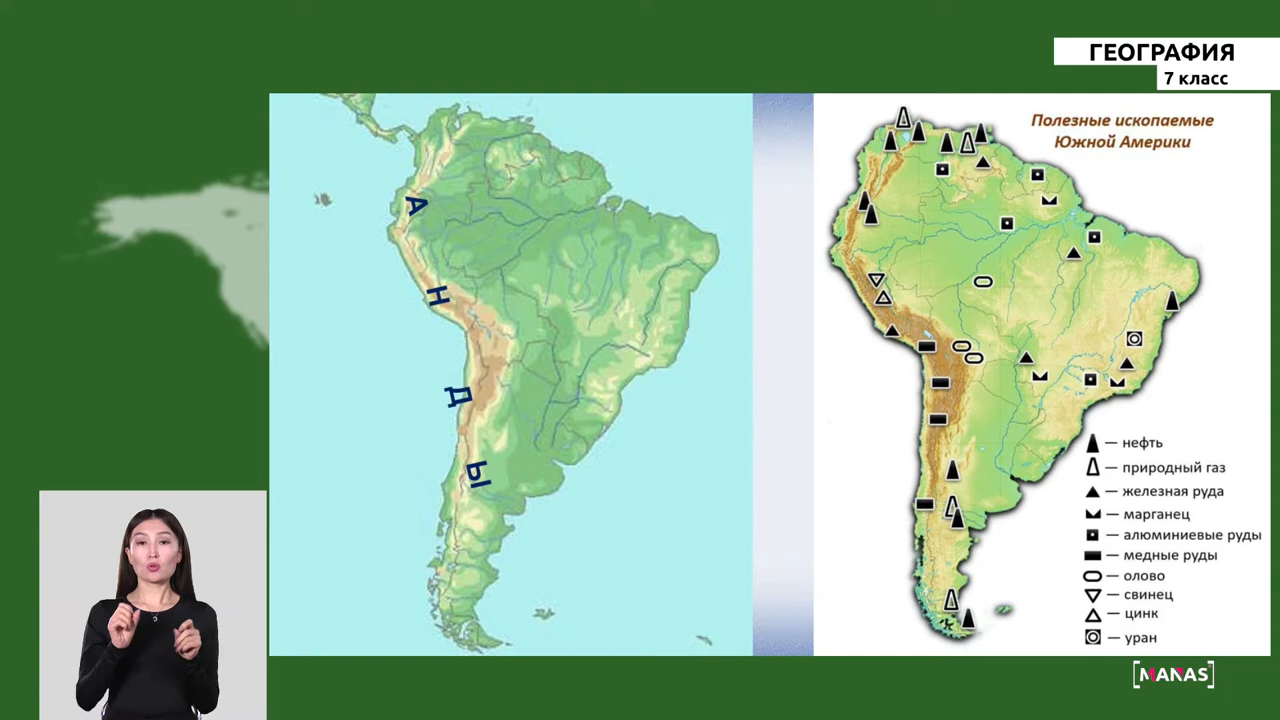 ГЕОГРАФИЯ
7 класс
А
Н
Д
Ы
Полезные ископаемые
Южной Америки
— нефть
— природный газ
— железная руда
— марганец
— алюминиевые руды
— медные руды
— олово
— свинец
— цинк
— уран
[MANAS]